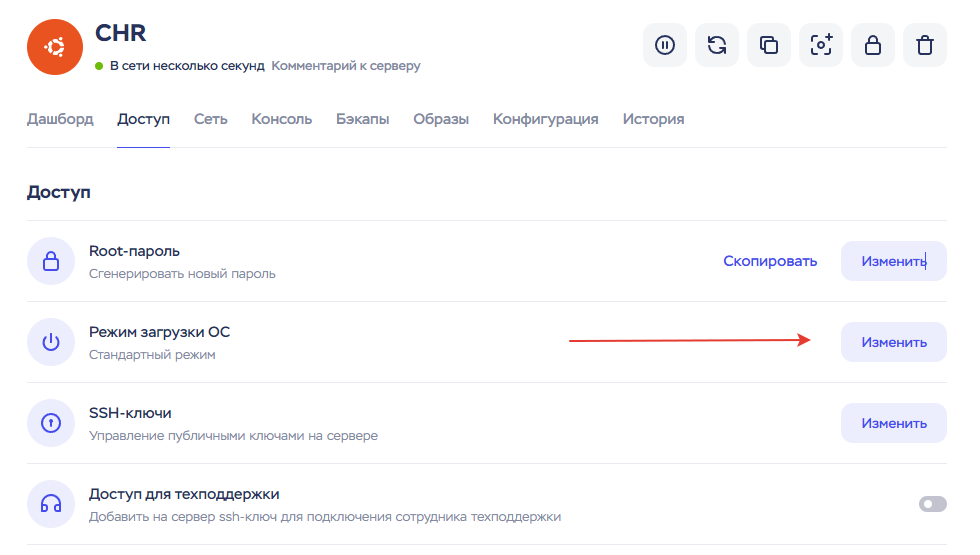 CHR
В сети несколько секунд Комментарий к серверу
Дашборд Доступ Сеть Консоль Бэкапы Образы Конфигурация История
Доступ
Root-пароль
Сгенерировать новый пароль
Скопировать Изменить
Режим загрузки ОС
Стандартный режим
Изменить
SSH-ключи
Управление публичными ключами на сервере
Изменить
Доступ для техподдержки
Добавить на сервер ssh-ключ для подключения сотрудника техподдержки